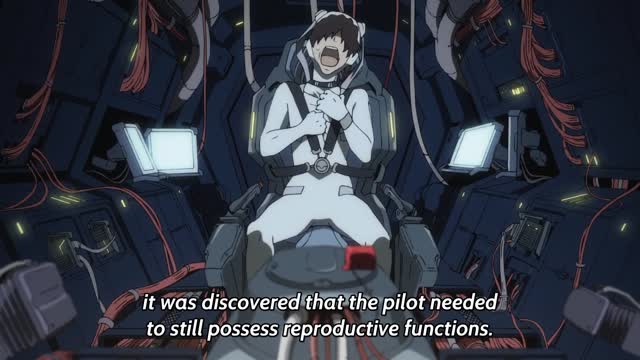 it was discovered that the pilot needed
to still possess reproductive functions.